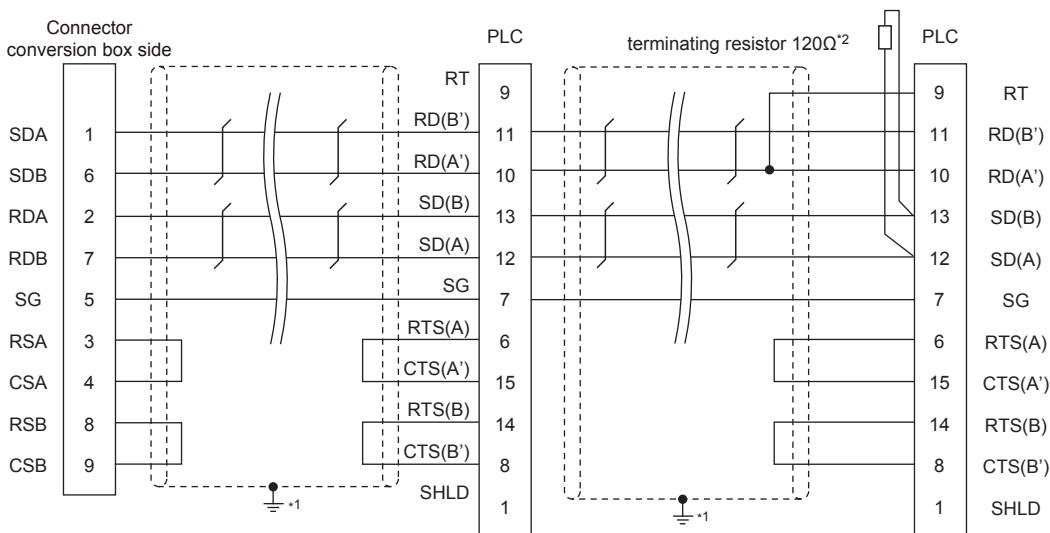 Connector
conversion box side
PLC
terminating resistor 120Ω*2
PLC
RT 9 9 RT
SDA 1 RD(B’) 11 11 RD(B’)
SDB 6 RD(A’) 10 10 RD(A’)
RDA 2 SD(B) 13 13 SD(B)
RDB 7 SD(A) 12 12 SD(A)
SG 5 SG 7 7 SG
RSA 3 RTS(A) 6 6 RTS(A)
CSA 4 CTS(A’) 15 15 CTS(A’)
RSB 8 RTS(B) 14 14 RTS(B)
CSB 9 CTS(B’) 8 8 CTS(B’)
SHLD 1 1 SHLD
*1 *1